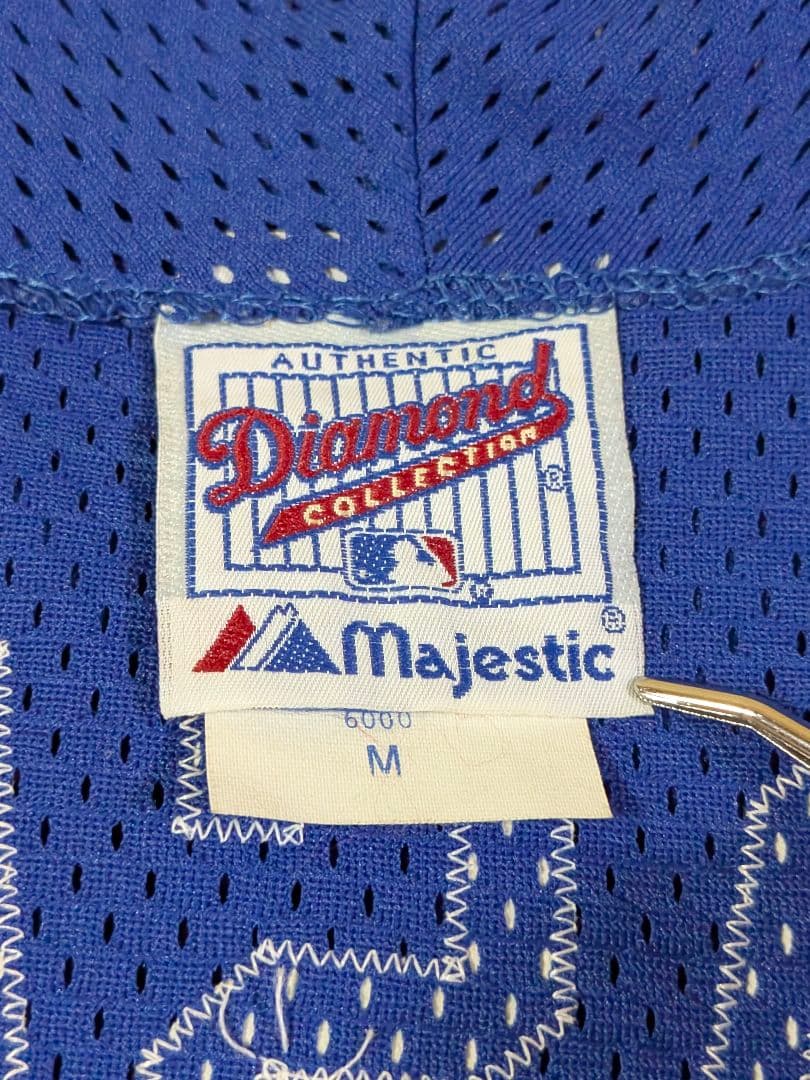 AUTHENTIC
Diamond
COLLECTION
®
Majestic®
6000
M